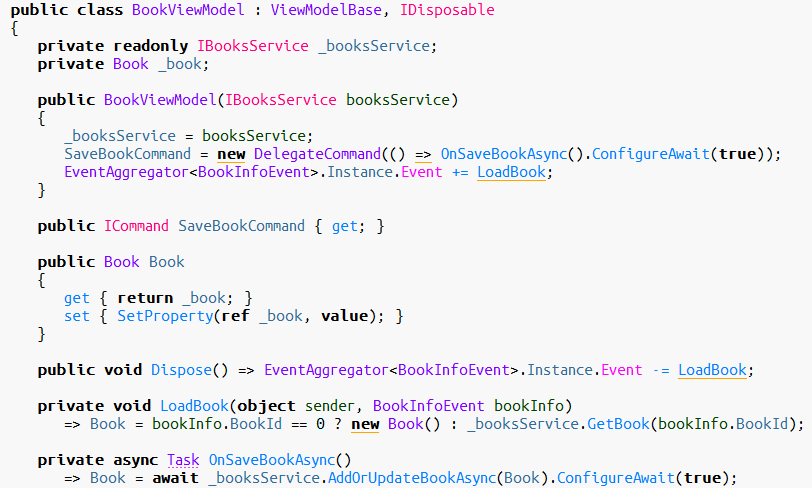 public class BookViewModel : ViewModelBase, IDisposable
{
private readonly IBooksService _booksService;
private Book _book;
public BookViewModel(IBooksService booksService)
{
_booksService = booksService;
SaveBookCommand = new DelegateCommand(() => OnSaveBookAsync().ConfigureAwait(true));
EventAggregator<BookInfoEvent>.Instance.Event += LoadBook;
}
public ICommand SaveBookCommand { get; }
public Book Book
{
get { return _book; }
set { SetProperty(ref _book, value); }
}
public void Dispose() => EventAggregator<BookInfoEvent>.Instance.Event -= LoadBook;
private void LoadBook(object sender, BookInfoEvent bookInfo)
=> Book = bookInfo.BookId == 0 ? new Book() : _booksService.GetBook(bookInfo.BookId);
private async Task OnSaveBookAsync()
=> Book = await _booksService.AddOrUpdateBookAsync(Book).ConfigureAwait(true);